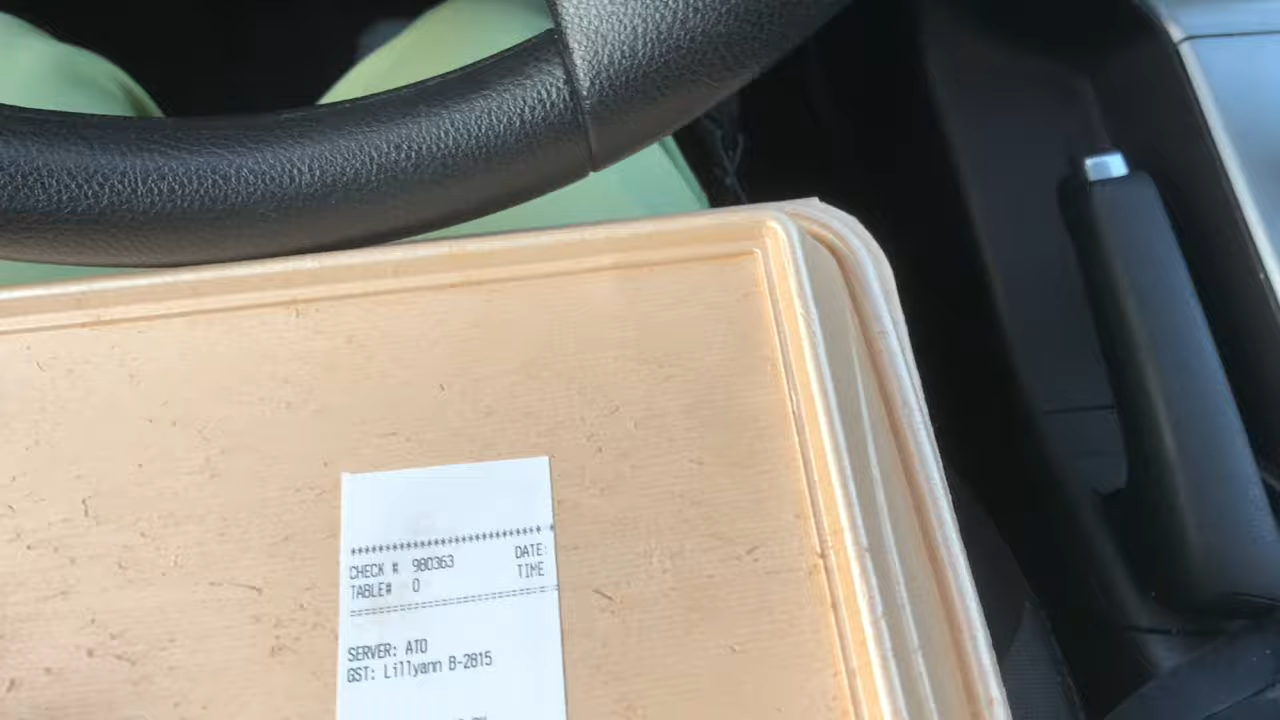 ***************************
CHECK # 980363 DATE:
TABLE# 0 TIME
==============================
SERVER: ATO
GST: Lillyann B-2815